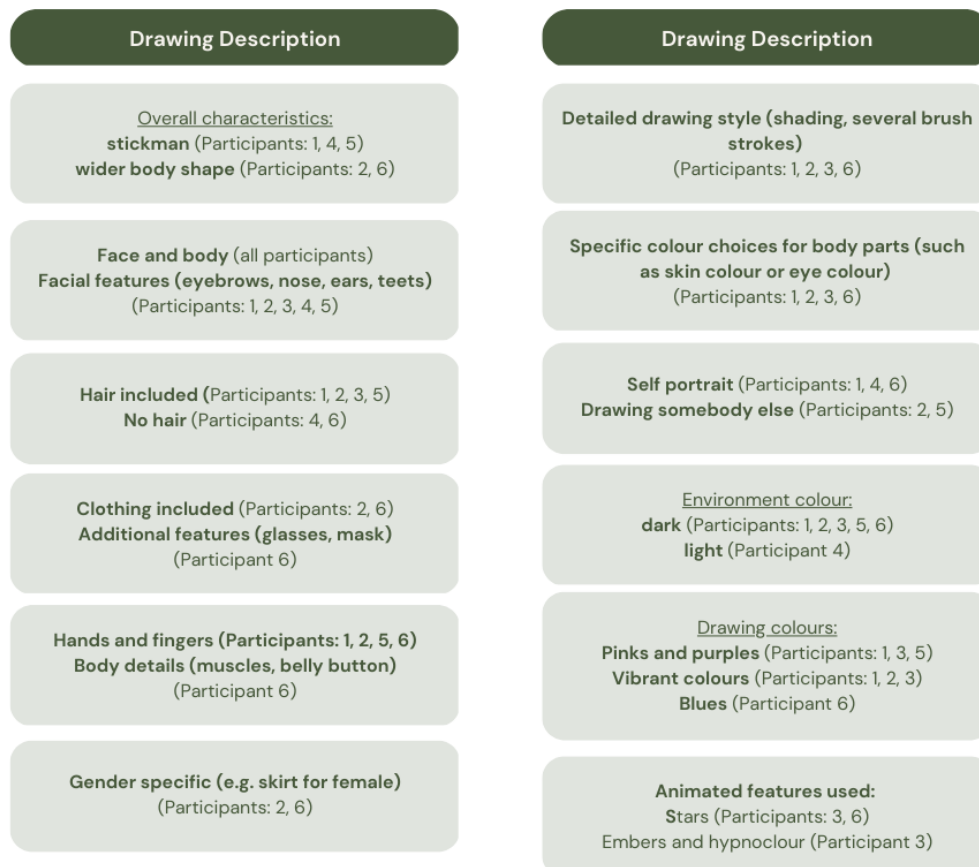 Drawing Description
Overall characteristics:
stickman (Participants: 1, 4, 5)
wider body shape (Participants: 2, 6)
Face and body (all participants)
Facial features (eyebrows, nose, ears, teets)
(Participants: 1, 2, 3, 4, 5)
Hair included (Participants: 1, 2, 3, 5)
No hair (Participants: 4, 6)
Clothing included (Participants: 2, 6)
Additional features (glasses, mask)
(Participant 6)
Hands and fingers (Participants: 1, 2, 5, 6)
Body details (muscles, belly button)
(Participant 6)
Gender specific (e.g. skirt for female)
(Participants: 2, 6)
Drawing Description
Detailed drawing style (shading, several brush
strokes)
(Participants: 1, 2, 3, 6)
Specific colour choices for body parts (such
as skin colour or eye colour)
(Participants: 1, 2, 3, 6)
Self portrait (Participants: 1, 4, 6)
Drawing somebody else (Participants: 2, 5)
Environment colour:
dark (Participants: 1, 2, 3, 5, 6)
light (Participant 4)
Drawing colours:
Pinks and purples (Participants: 1, 3, 5)
Vibrant colours (Participants: 1, 2, 3)
Blues (Participant 6)
Animated features used:
Stars (Participants: 3, 6)
Embers and hypnoclour (Participant 3)